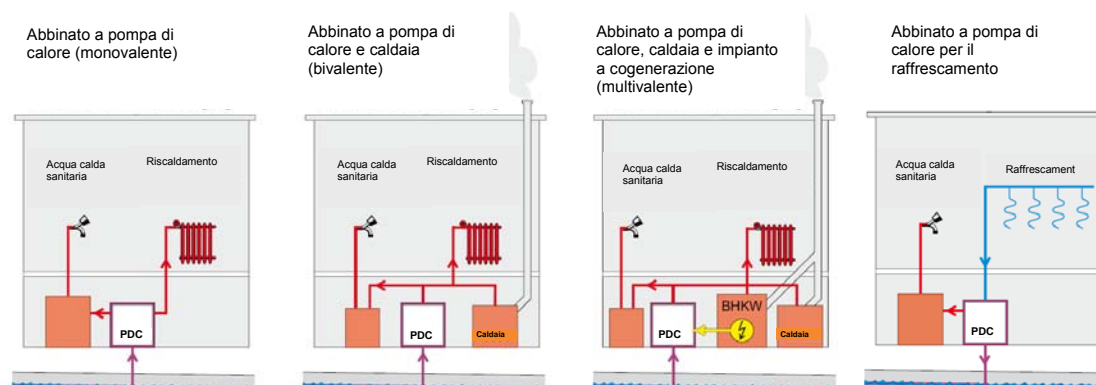 Abbinato a pompa di
calore (monovalente)
Acqua calda
sanitaria
Riscaldamento
PDC
Abbinato a pompa di
calore e caldaia
(bivalente)
Acqua calda
sanitaria
Riscaldamento
PDC
Caldaia
Abbinato a pompa di
calore, caldaia e impianto
a cogenerazione
(multivalente)
Acqua calda
sanitaria
Riscaldamento
PDC
BHKW
Caldaia
Abbinato a pompa di
calore per il
raffrescamento
Acqua calda
sanitaria
Raffrescament
PDC